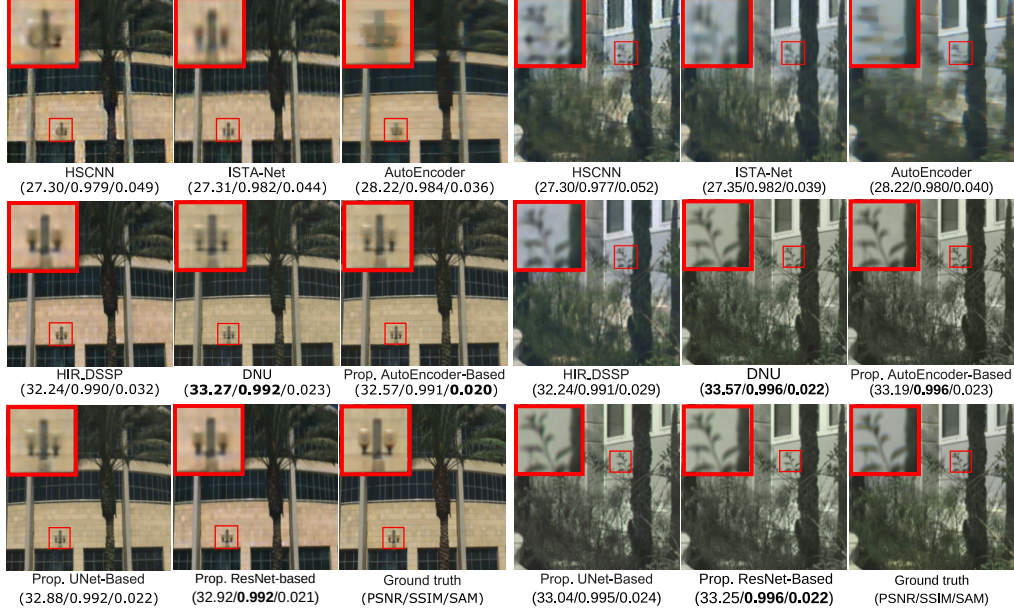 HSCNN ISTA-Net AutoEncoder HSCNN ISTA-Net AutoEncoder
(27.30/0.979/0.049) (27.31/0.982/0.044) (28.22/0.984/0.036) (27.30/0.977/0.052) (27.35/0.982/0.039) (28.22/0.980/0.040)
HIR_DSSP DNU Prop. AutoEncoder-Based HIR_DSSP DNU Prop. AutoEncoder-Based
(32.24/0.990/0.032) (33.27/0.992/0.023) (32.57/0.991/0.020) (32.24/0.991/0.029) (33.57/0.996/0.022) (33.19/0.996/0.023)
Prop. UNet-Based Prop. ResNet-based Ground truth Prop. UNet-Based Prop. ResNet-Based Ground truth
(32.88/0.992/0.022) (32.92/0.992/0.021) (PSNR/SSIM/SAM) (33.04/0.995/0.024) (33.25/0.996/0.022) (PSNR/SSIM/SAM)